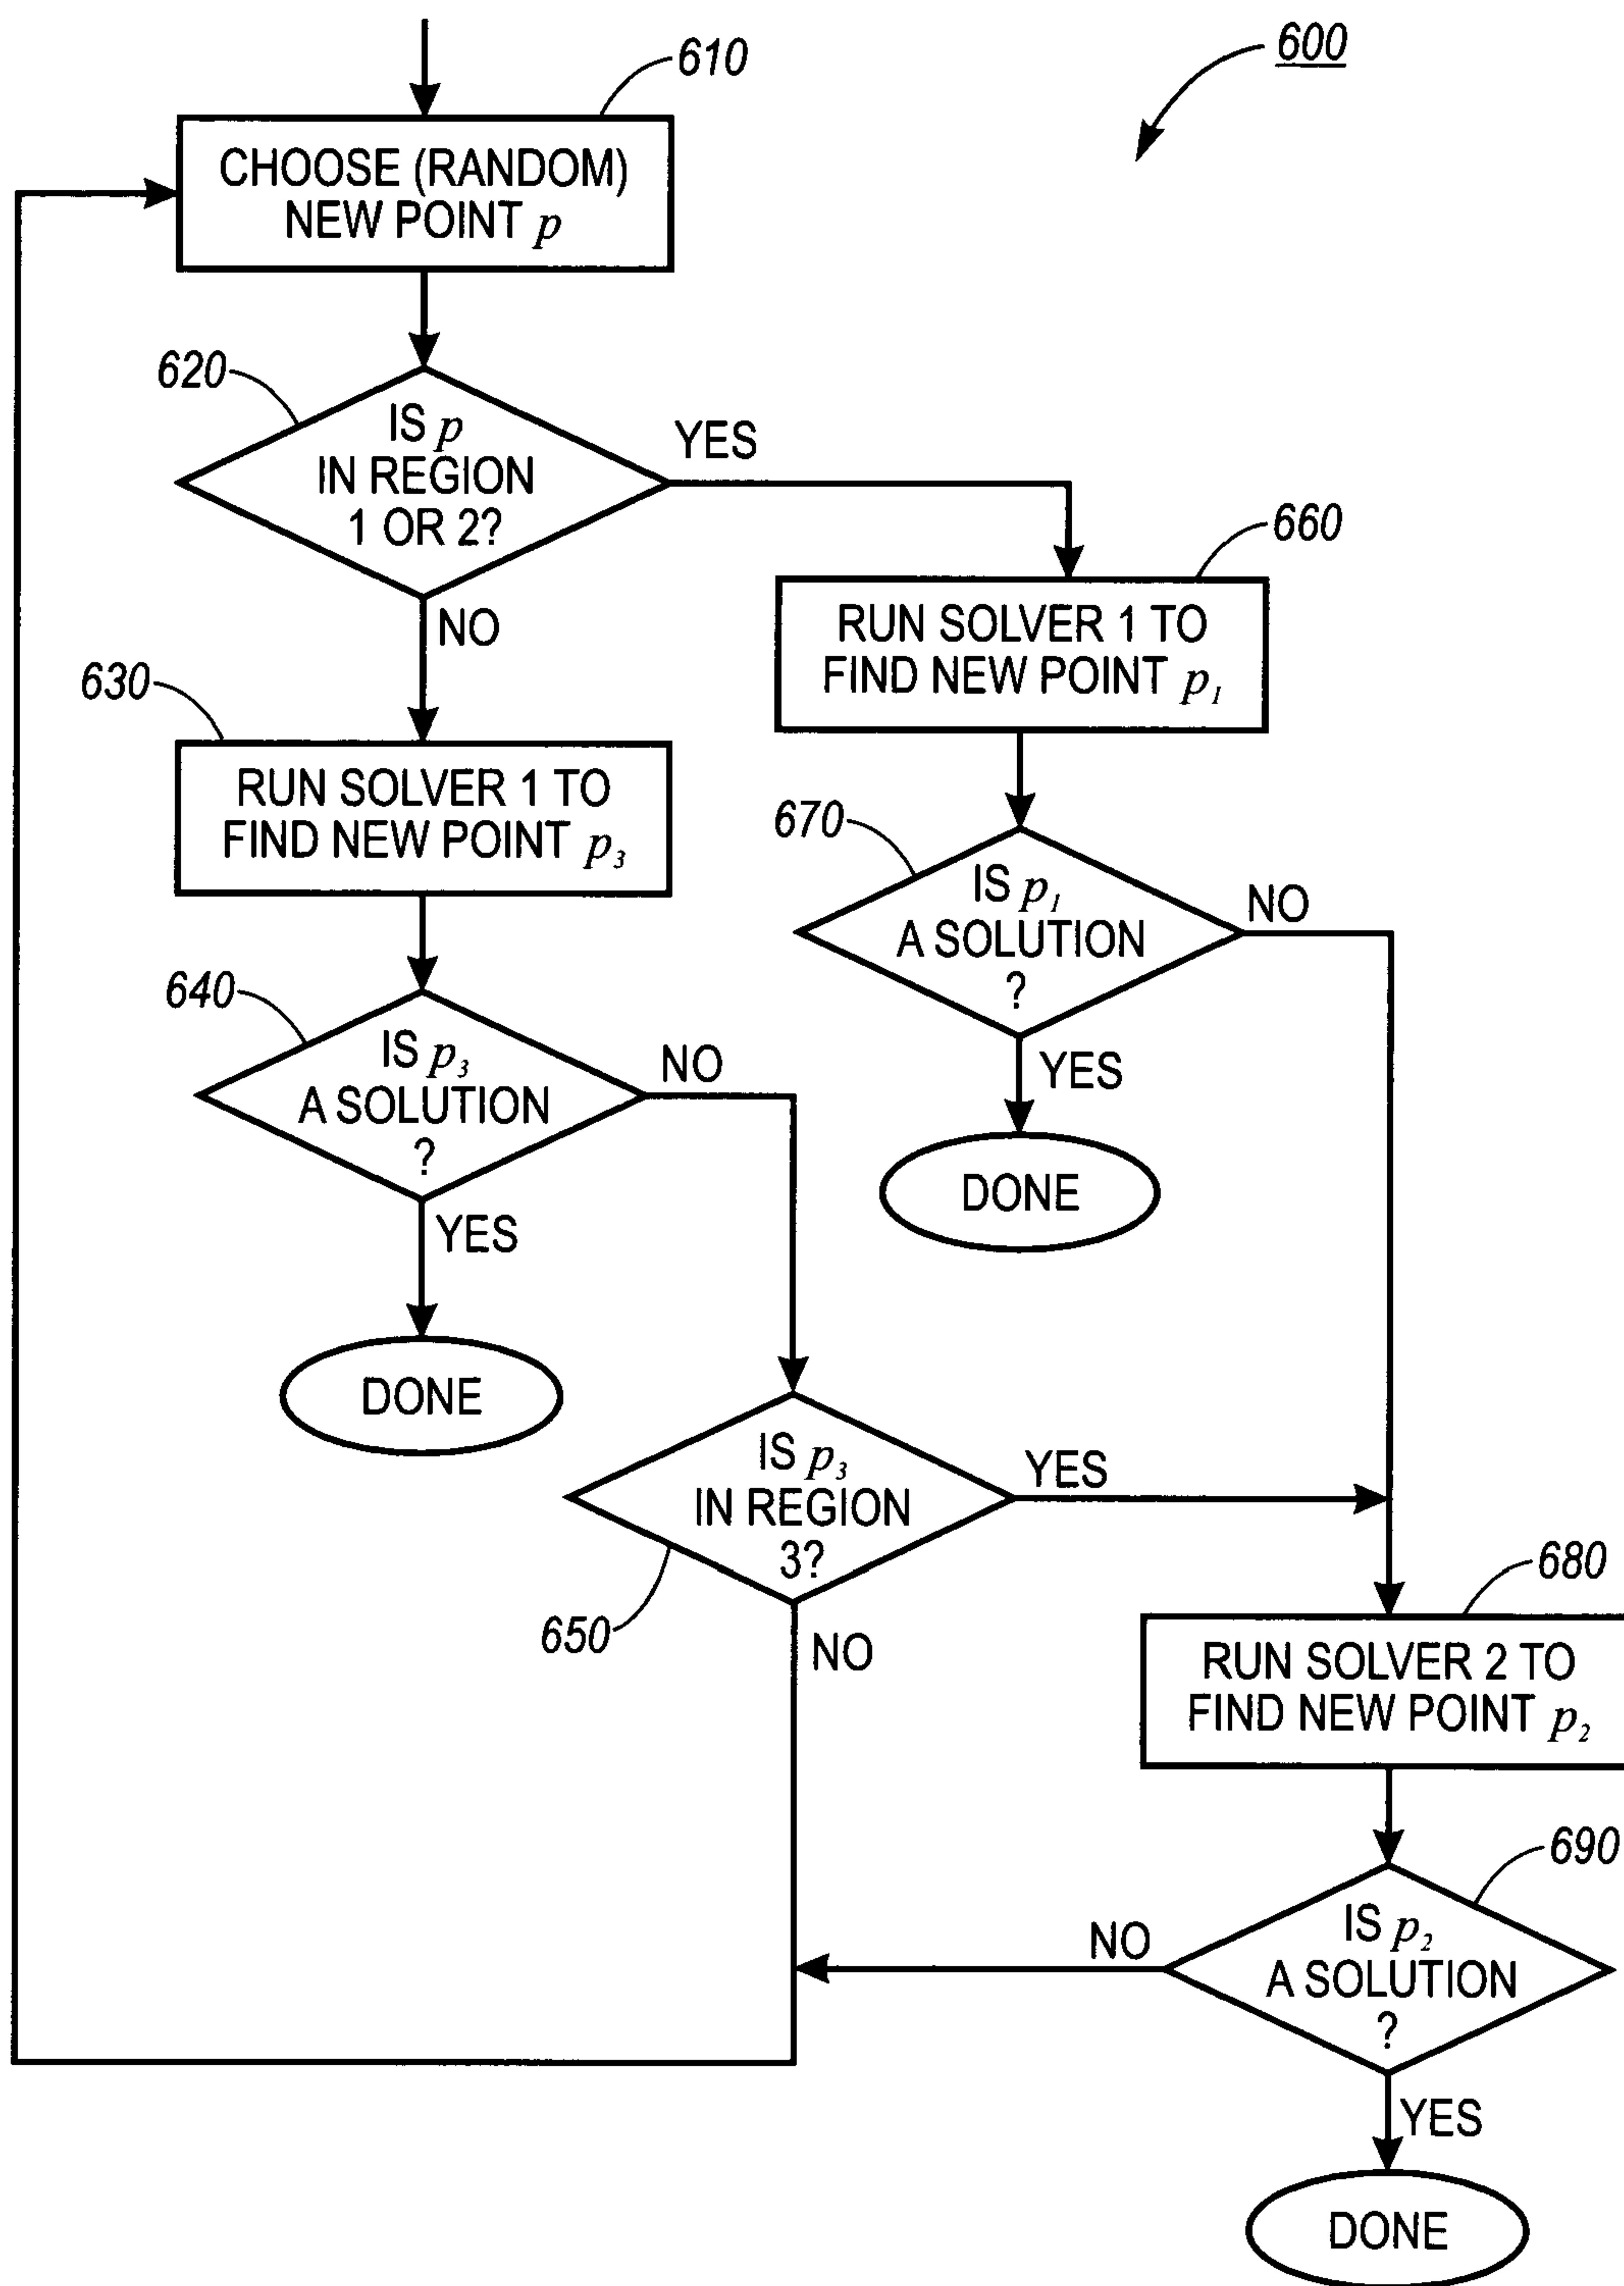 600
610
CHOOSE (RANDOM)
NEW POINT p
620
IS p
IN REGION
1 OR 2?
YES
NO
660
RUN SOLVER 1 TO
FIND NEW POINT p₁
630
RUN SOLVER 1 TO
FIND NEW POINT p₃
670
IS p₁
A SOLUTION
?
NO
YES
DONE
640
IS p₃
A SOLUTION
?
NO
YES
DONE
650
IS p₃
IN REGION
3?
YES
NO
680
RUN SOLVER 2 TO
FIND NEW POINT p₂
690
IS p₂
A SOLUTION
?
NO
YES
DONE